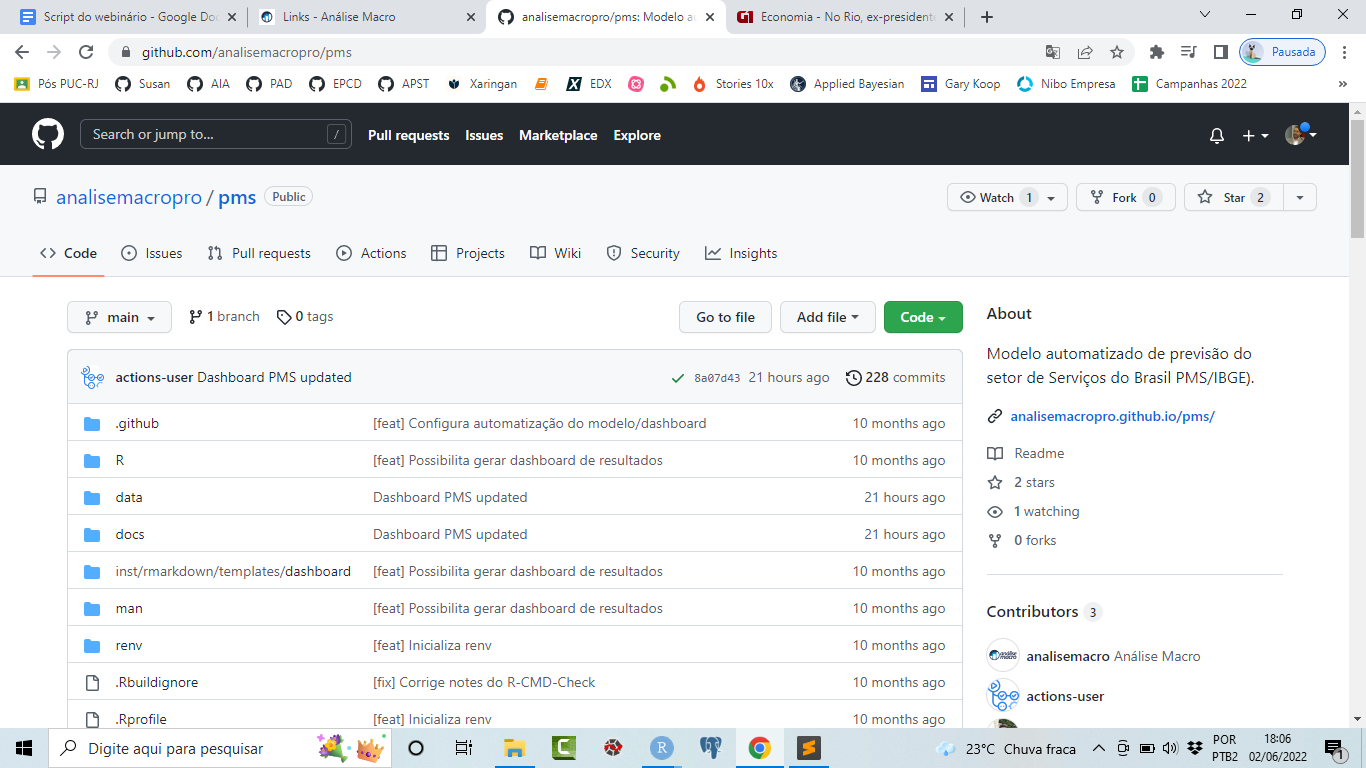 Script do webinário - Google Doc
Links - Análise Macro
analisemacropro/pms: Modelo au
G1 Economia - No Rio, ex-presidente
github.com/analisemacropro/pms
Pausada
Pós PUC-RJ Susan AIA PAD EPCD APST Xaringan EDX Stories 10x Applied Bayesian Gary Koop Nibo Empresa Campanhas 2022 »
Search or jump to... / Pull requests Issues Marketplace Explore
analisemacropro / pms Public
Watch 1 Fork 0 Star 2
Code Issues Pull requests Actions Projects Wiki Security Insights
main 1 branch 0 tags Go to file Add file Code
actions-user Dashboard PMS updated 8a07d43 21 hours ago 228 commits
.github [feat] Configura automatização do modelo/dashboard 10 months ago
R [feat] Possibilita gerar dashboard de resultados 10 months ago
data Dashboard PMS updated 21 hours ago
docs Dashboard PMS updated 21 hours ago
inst/rmarkdown/templates/dashboard [feat] Possibilita gerar dashboard de resultados 10 months ago
man [feat] Possibilita gerar dashboard de resultados 10 months ago
renv [feat] Inicializa renv 10 months ago
.Rbuildignore [fix] Corrige notes do R-CMD-Check 10 months ago
.Rprofile [feat] Inicializa renv 10 months ago
About
Modelo automatizado de previsão do
setor de Serviços do Brasil PMS/IBGE).
analisemacropro.github.io/pms/
Readme
2 stars
1 watching
0 forks
Contributors 3
análise macro
analisemacro Análise Macro
actions-user
Digite aqui para pesquisar
23°C Chuva fraca
POR
PTB2
18:06
02/06/2022
1